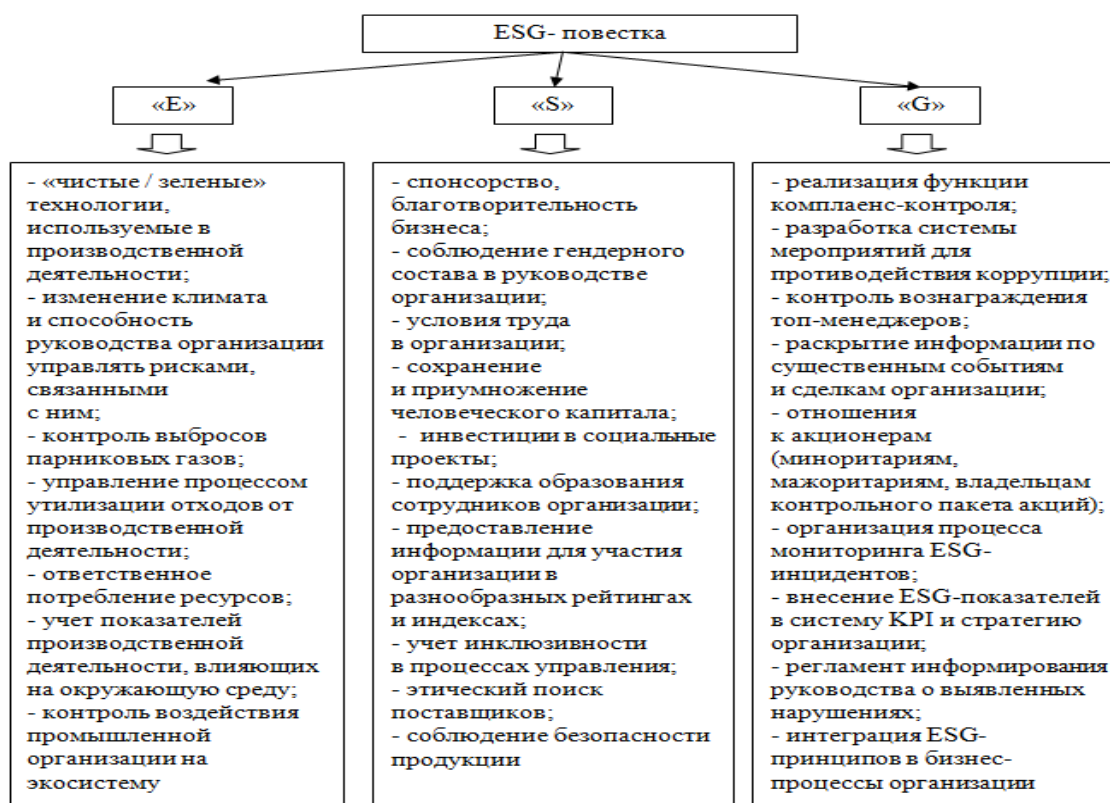 ESG- повестка
«E»
«S»
«G»
- «чистые / зеленые»
технологии,
используемые в
производственной
деятельности;
- изменение климата
и способность
руководства организации
управлять рисками,
связанными
с ним;
- контроль выбросов
парниковых газов;
- управление процессом
утилизации отходов от
производственной
деятельности;
- ответственное
потребление ресурсов;
- учет показателей
производственной
деятельности, влияющих
на окружающую среду;
- контроль воздействия
промышленной
организации на
экосистему
- спонсорство,
благотворительность
бизнеса;
- соблюдение гендерного
состава в руководстве
организации;
- условия труда
в организации;
- сохранение
и приумножение
человеческого капитала;
- инвестиции в социальные
проекты;
- поддержка образования
сотрудников организации;
- предоставление
информации для участия
организации в
разнообразных рейтингах
и индексах;
- учет инклюзивности
в процессах управления;
- этический поиск
поставщиков;
- соблюдение безопасности
продукции
- реализация функции
комплаенс-контроля;
- разработка системы
мероприятий для
противодействия коррупции;
- контроль вознаграждения
топ-менеджеров;
- раскрытие информации по
существенным событиям
и сделкам организации;
- отношения
к акционерам
(миноритариям,
мажоритариям, владельцам
контрольного пакета акций);
- организация процесса
мониторинга ESG-
инцидентов;
- внесение ESG-показателей
в систему KPI и стратегию
организации;
- регламент информирования
руководства о выявленных
нарушениях;
- интеграция ESG-
принципов в бизнес-
процессы организации